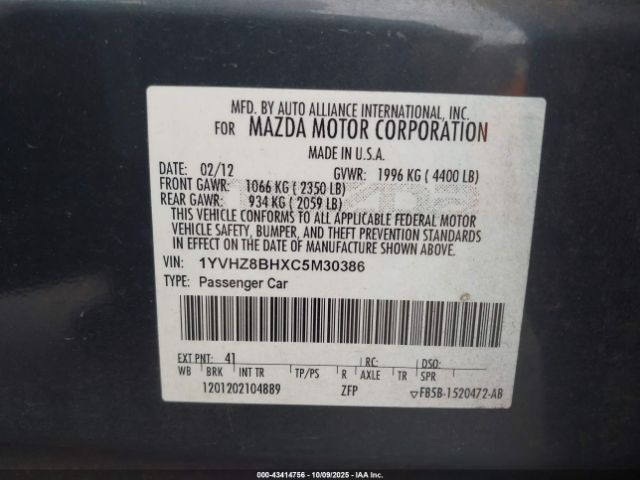 MFD. BY AUTO ALLIANCE INTERNATIONAL, INC.
FOR MAZDA MOTOR CORPORATION
MADE IN U.S.A.
DATE: 02/12 GVWR: 1996 KG ( 4400 LB)
FRONT GAWR: 1066 KG ( 2350 LB)
REAR GAWR: 934 KG ( 2059 LB)
THIS VEHICLE CONFORMS TO ALL APPLICABLE FEDERAL MOTOR
VEHICLE SAFETY, BUMPER, AND THEFT PREVENTION STANDARDS
IN EFFECT ON THE DATE OF MANUFACTURE SHOWN ABOVE.
VIN: 1YVHZ8BHXC5M30386
TYPE: Passenger Car
EXT PNT: 41 RC: DSO:
WB BRK INT TR TP/PS R AXLE TR SPR
1201202104889 ZFP ▽F85B-1520472-AB
000-43414756 - 10/09/2025 - IAAI, Inc.